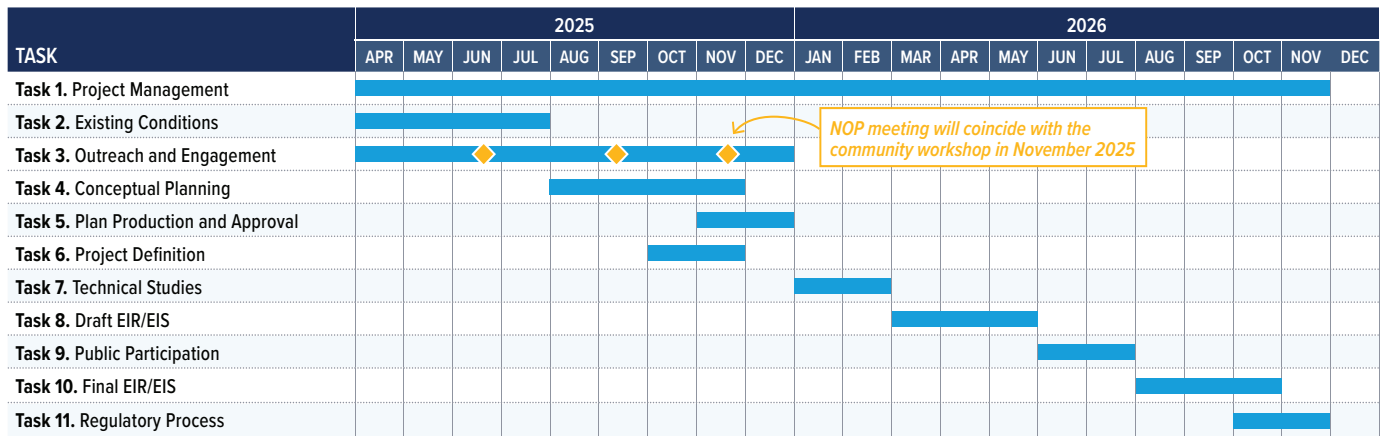 2025 2026
TASK APR MAY JUN JUL AUG SEP OCT NOV DEC JAN FEB MAR APR MAY JUN JUL AUG SEP OCT NOV DEC
Task 1. Project Management
Task 2. Existing Conditions
NOP meeting will coincide with the
community workshop in November 2025
Task 3. Outreach and Engagement
Task 4. Conceptual Planning
Task 5. Plan Production and Approval
Task 6. Project Definition
Task 7. Technical Studies
Task 8. Draft EIR/EIS
Task 9. Public Participation
Task 10. Final EIR/EIS
Task 11. Regulatory Process